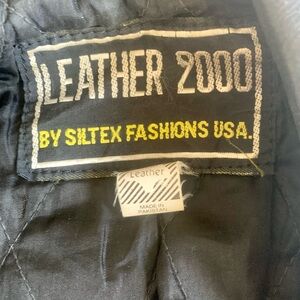 LEATHER 2000
BY SILTEX FASHIONS USA.
Leather
MADE IN
PAKISTAN